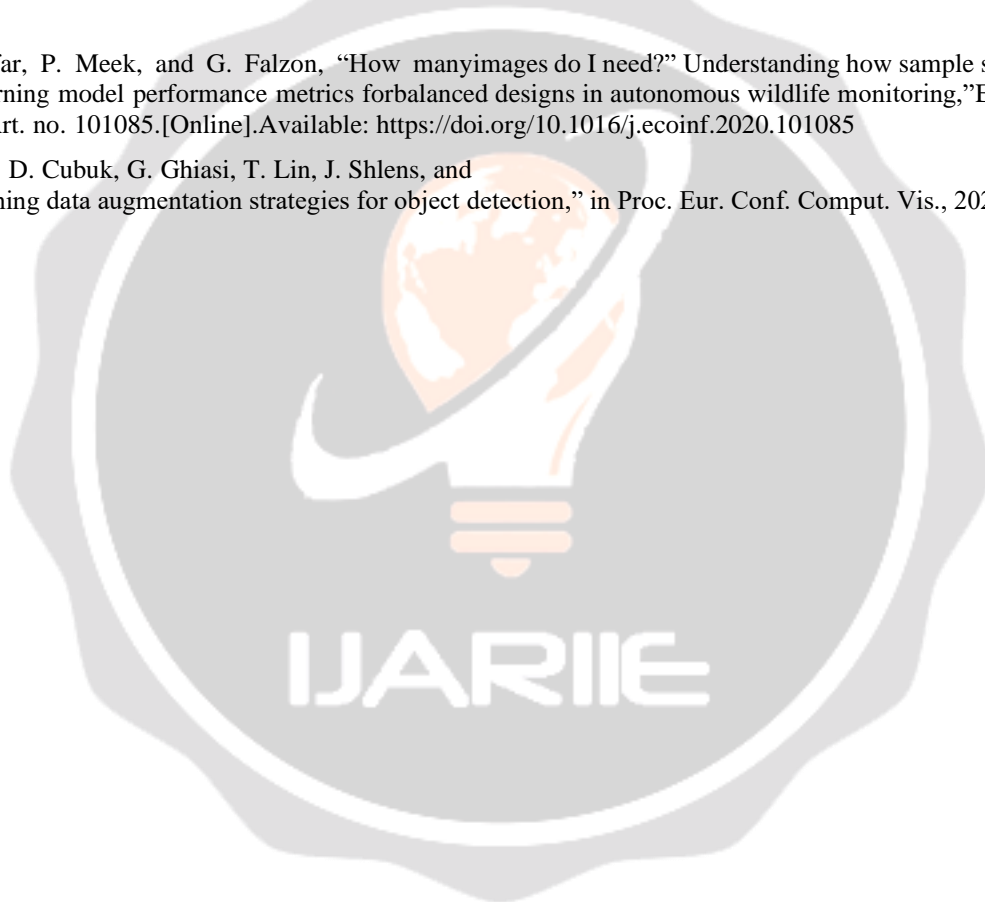 far, P. Meek, and G. Falzon, “How manyimages do I need?” Understanding how sample s
rning model performance metrics forbalanced designs in autonomous wildlife monitoring,”E
rt. no. 101085.[Online].Available: https://doi.org/10.1016/j.ecoinf.2020.101085
D. Cubuk, G. Ghiasi, T. Lin, J. Shlens, and
ning data augmentation strategies for object detection,” in Proc. Eur. Conf. Comput. Vis., 202
IJARIIE